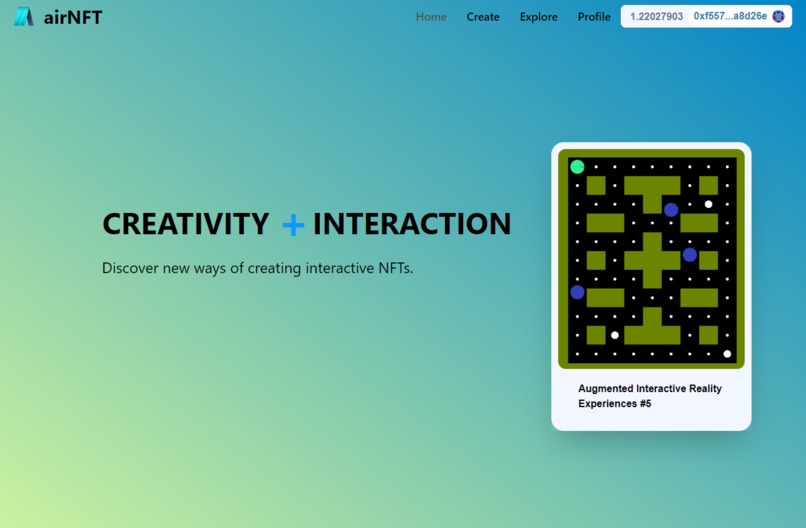 airNFT
Home Create Explore Profile 1.22027903 0xf557...a8d26e
CREATIVITY + INTERACTION
Discover new ways of creating interactive NFTs.
Augmented Interactive Reality
Experiences #5